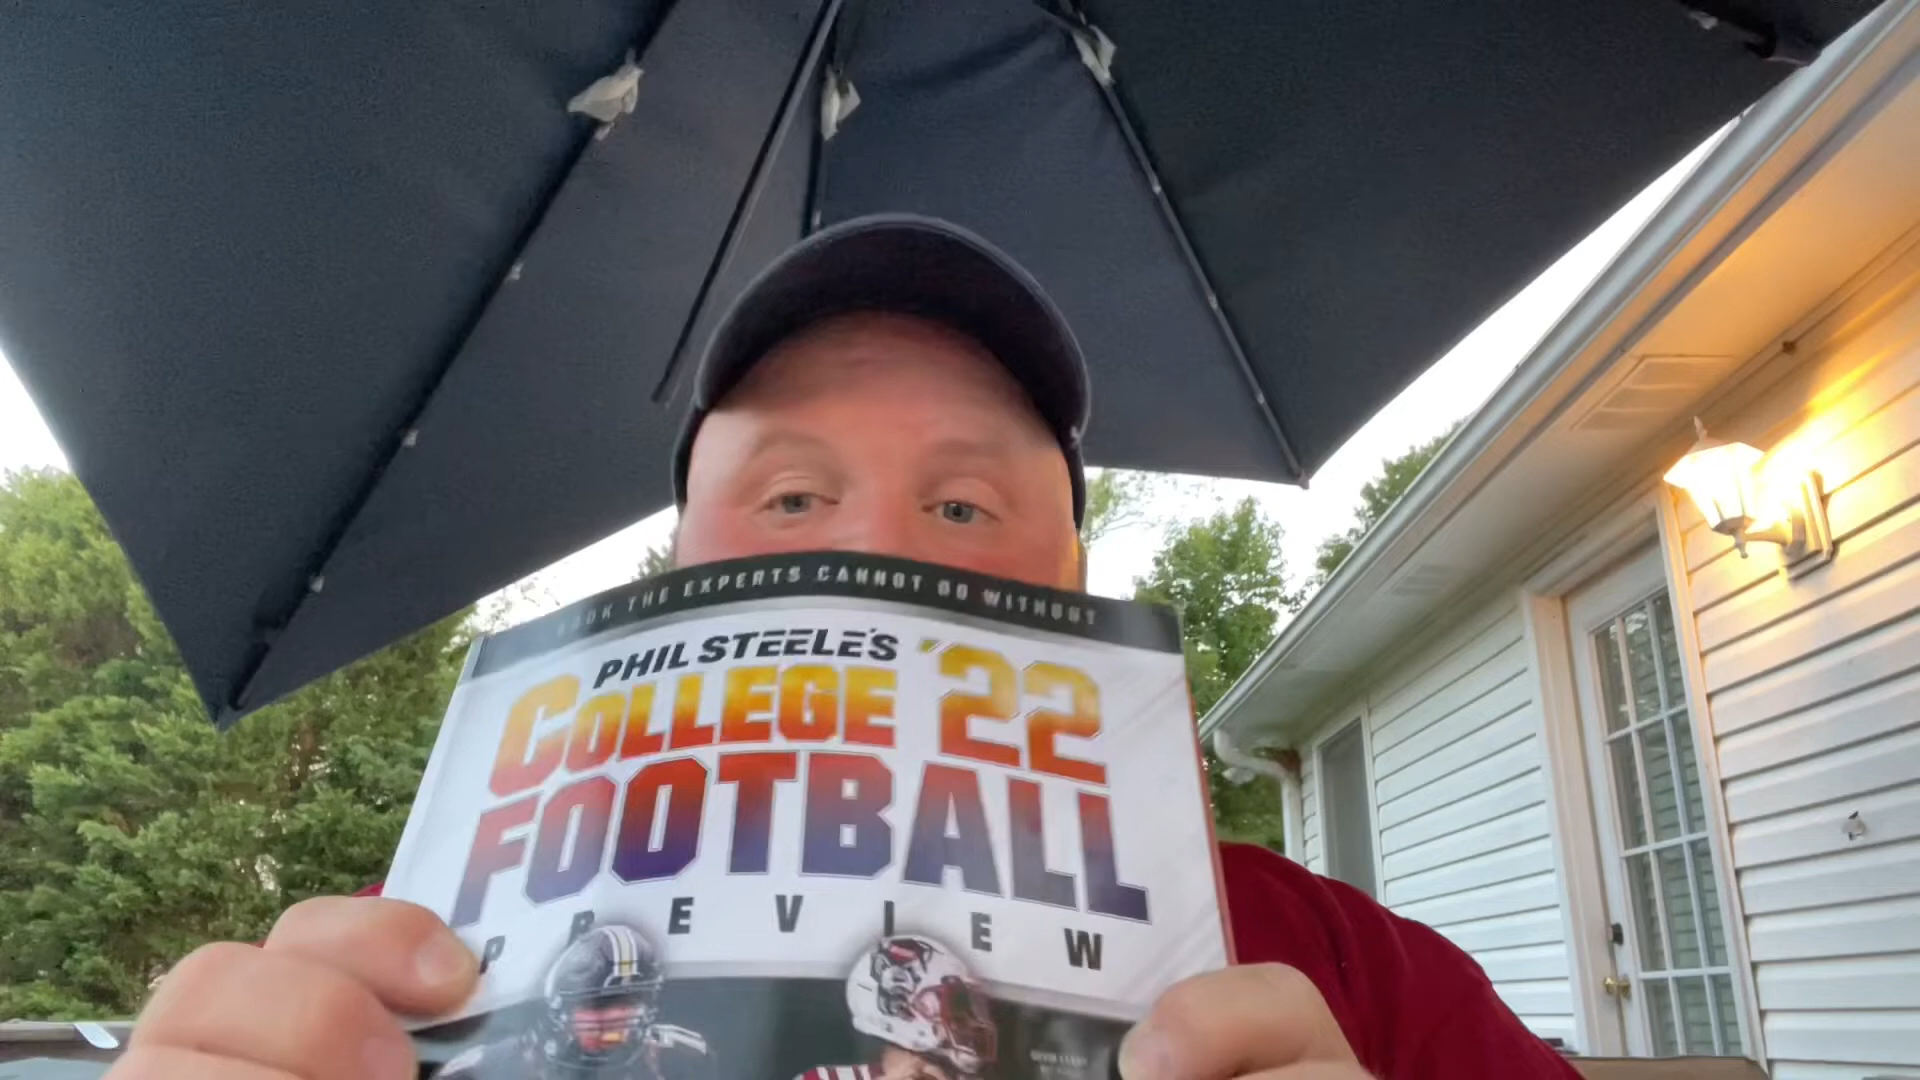 THE EXPERTS CANNOT DO WITHOUT
PHIL STEELE'S
COLLEGE '22
FOOTBALL
PREVIEW